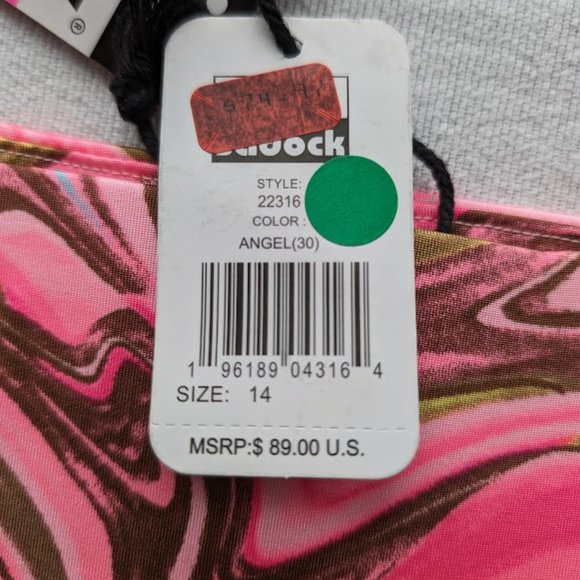 ®
STYLE:
22316
COLOR :
ANGEL(30)
1 96189 04316 4
SIZE: 14
MSRP:$ 89.00 U.S.